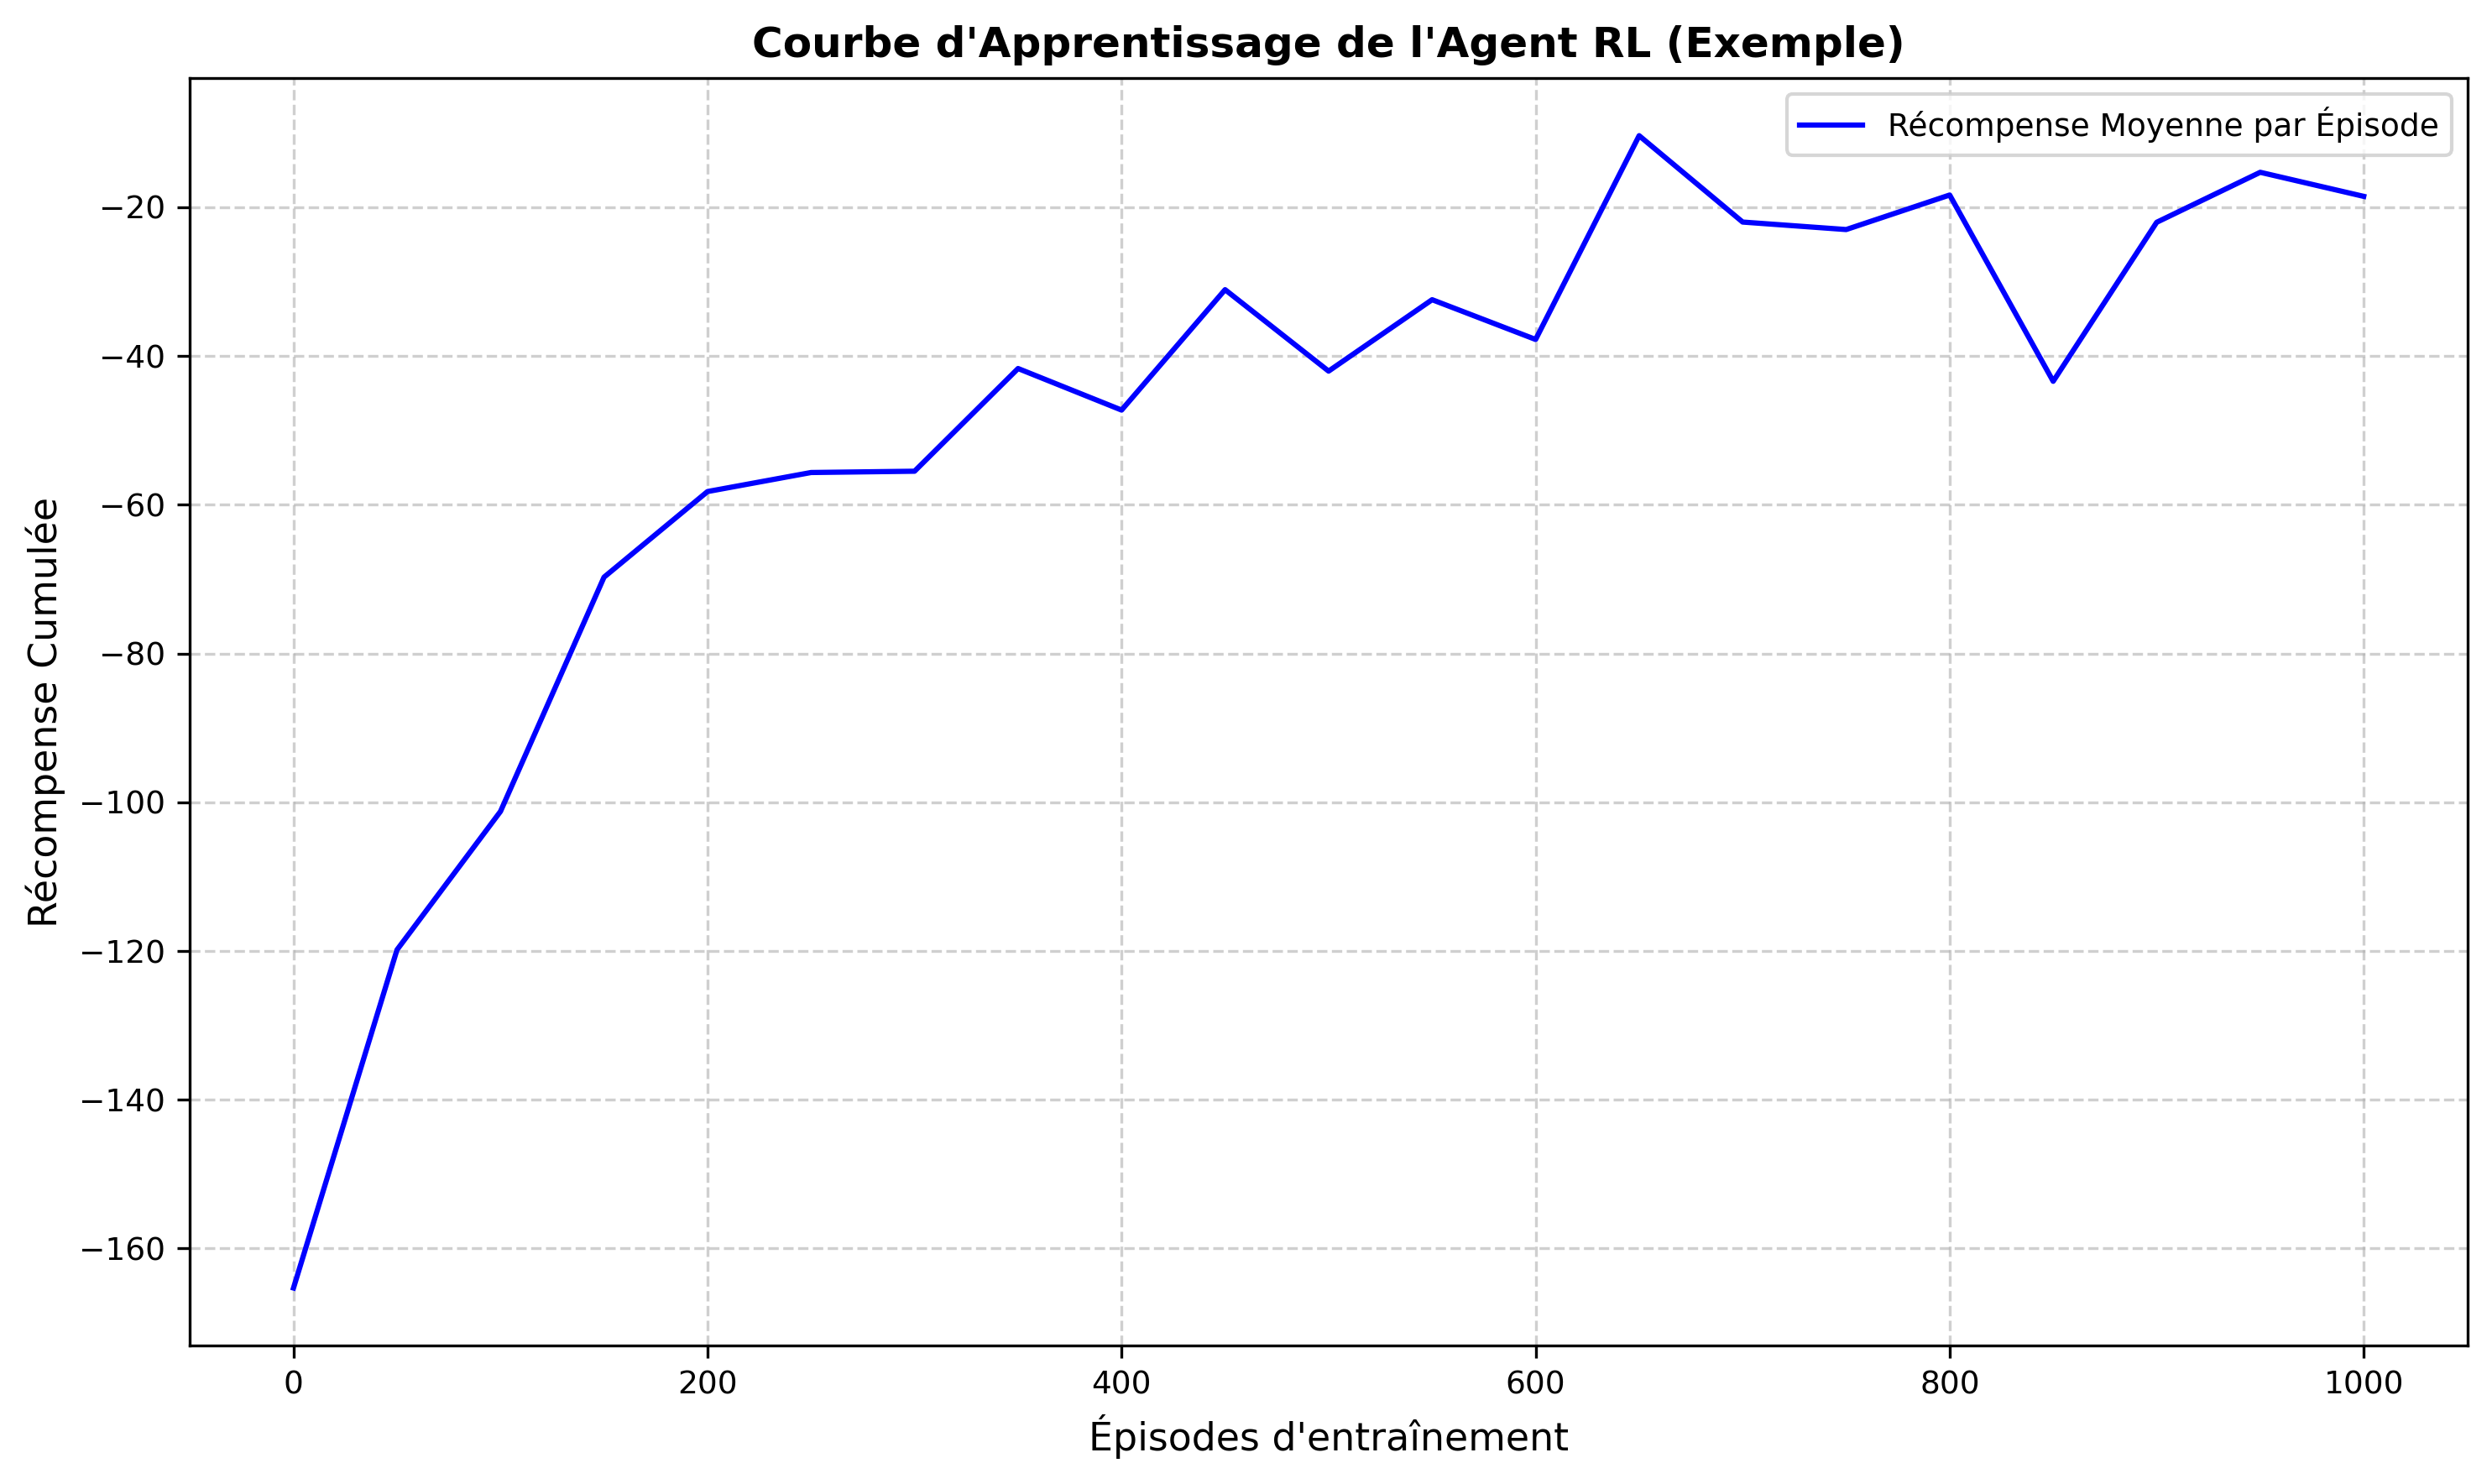 Courbe d'Apprentissage de l'Agent RL (Exemple)
Récompense Moyenne par Épisode
Récompense Cumulée
−20
−40
−60
−80
−100
−120
−140
−160
0 200 400 600 800 1000
Épisodes d'entraînement